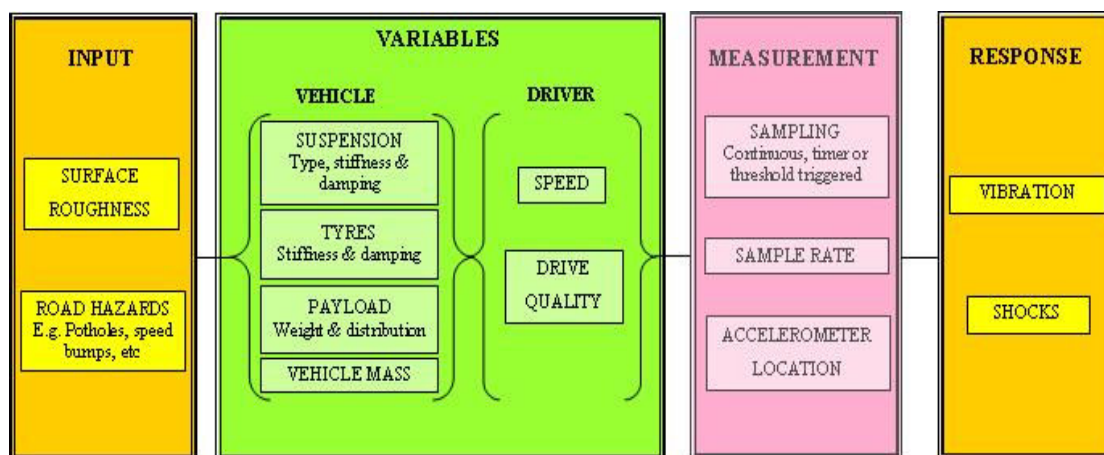 INPUT
SURFACE
ROUGHNESS
ROAD HAZARDS
E.g. Potholes, speed
bumps, etc
VARIABLES
VEHICLE
SUSPENSION
Type, stiffness &
damping
TYRES
Stiffness & damping
PAYLOAD
Weight & distribution
VEHICLE MASS
DRIVER
SPEED
DRIVE
QUALITY
MEASUREMENT
SAMPLING
Continuous, timer or
threshold triggered
SAMPLE RATE
ACCELEROMETER
LOCATION
RESPONSE
VIBRATION
SHOCKS